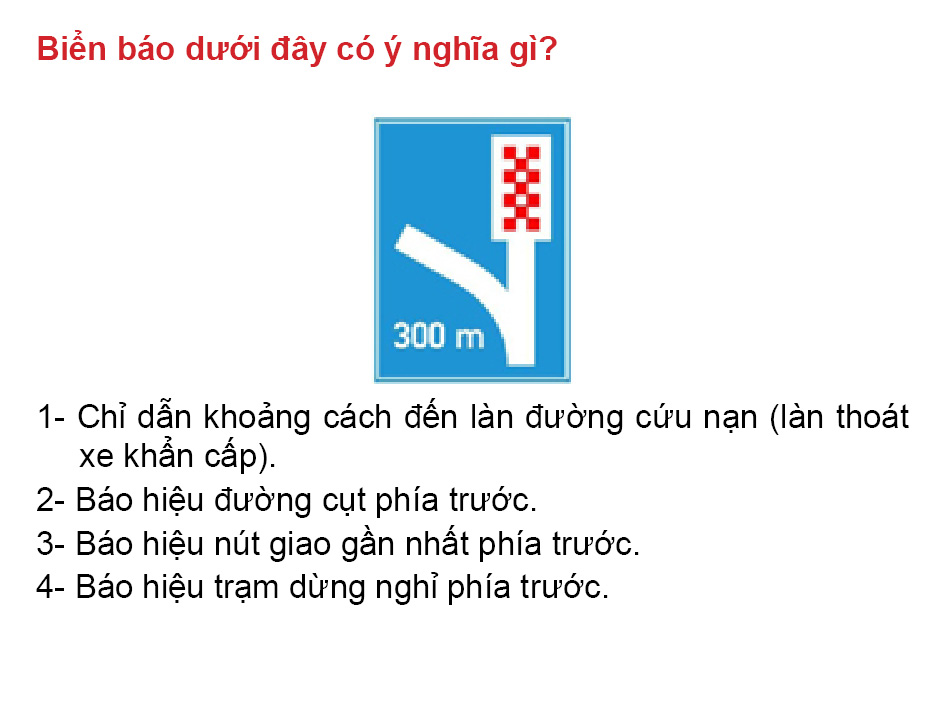 Biển báo dưới đây có ý nghĩa gì?
300 m
1- Chỉ dẫn khoảng cách đến làn đường cứu nạn (làn thoát
xe khẩn cấp).
2- Báo hiệu đường cụt phía trước.
3- Báo hiệu nút giao gần nhất phía trước.
4- Báo hiệu trạm dừng nghỉ phía trước.